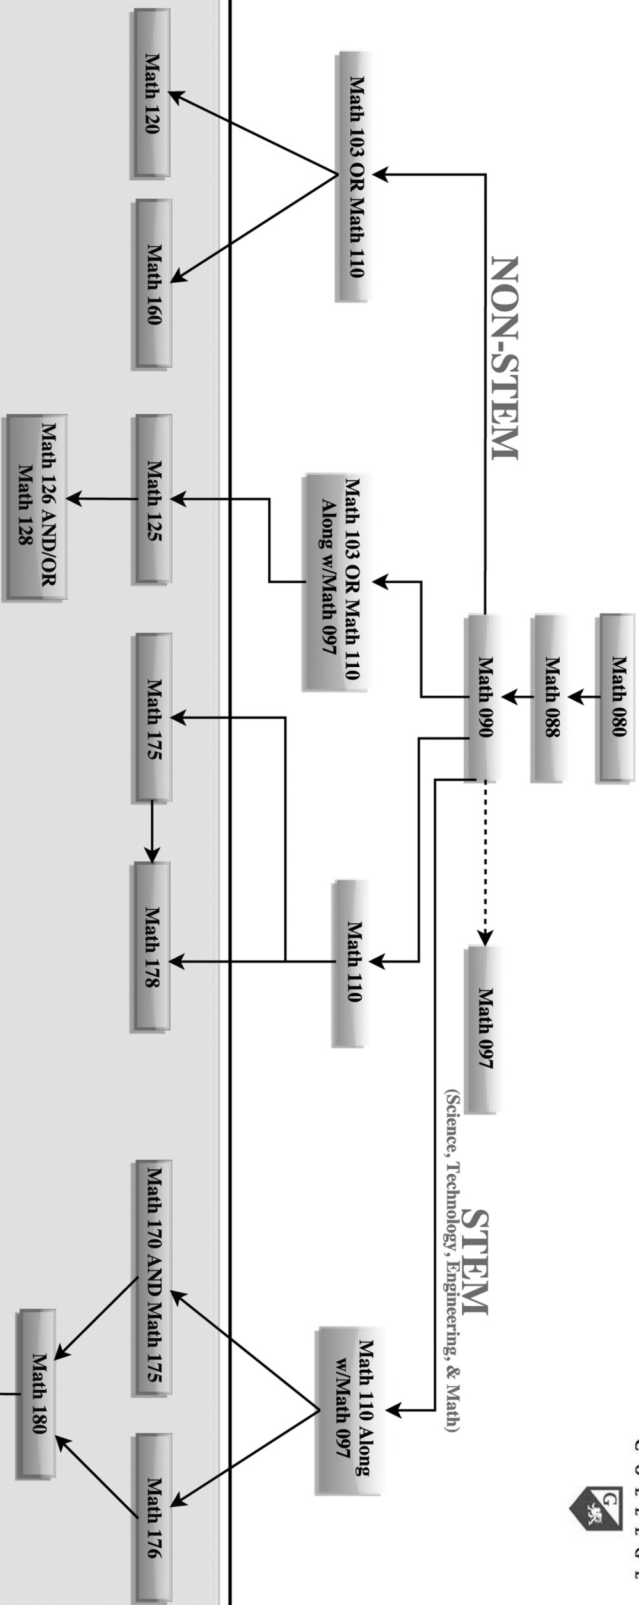 COLLEGE
G
Math 080
Math 088
NON-STEM
Math 090
Math 097
STEM
(Science, Technology, Engineering, & Math)
Math 103 OR Math 110
Math 103 OR Math 110
Along w/Math 097
Math 110
Math 110 Along
w/Math 097
Math 120
Math 160
Math 125
Math 175
Math 178
Math 170 AND Math 175
Math 176
Math 126 AND/OR
Math 128
Math 180